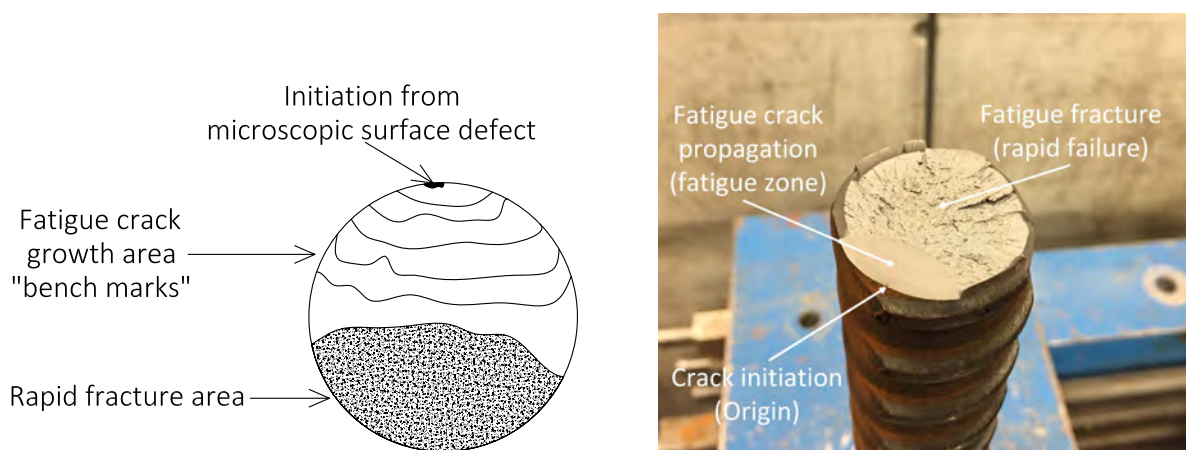 Initiation from
microscopic surface defect
Fatigue crack
growth area
"bench marks"
Rapid fracture area
Fatigue crack
propagation
(fatigue zone)
Fatigue fracture
(rapid failure)
Crack initiation
(Origin)